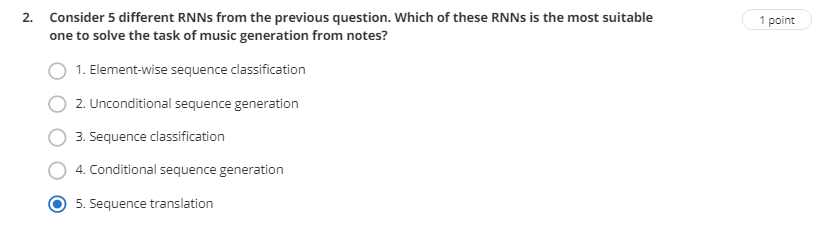 2. Consider 5 different RNNs from the previous question. Which of these RNNs is the most suitable
one to solve the task of music generation from notes?
1 point
1. Element-wise sequence classification
2. Unconditional sequence generation
3. Sequence classification
4. Conditional sequence generation
5. Sequence translation